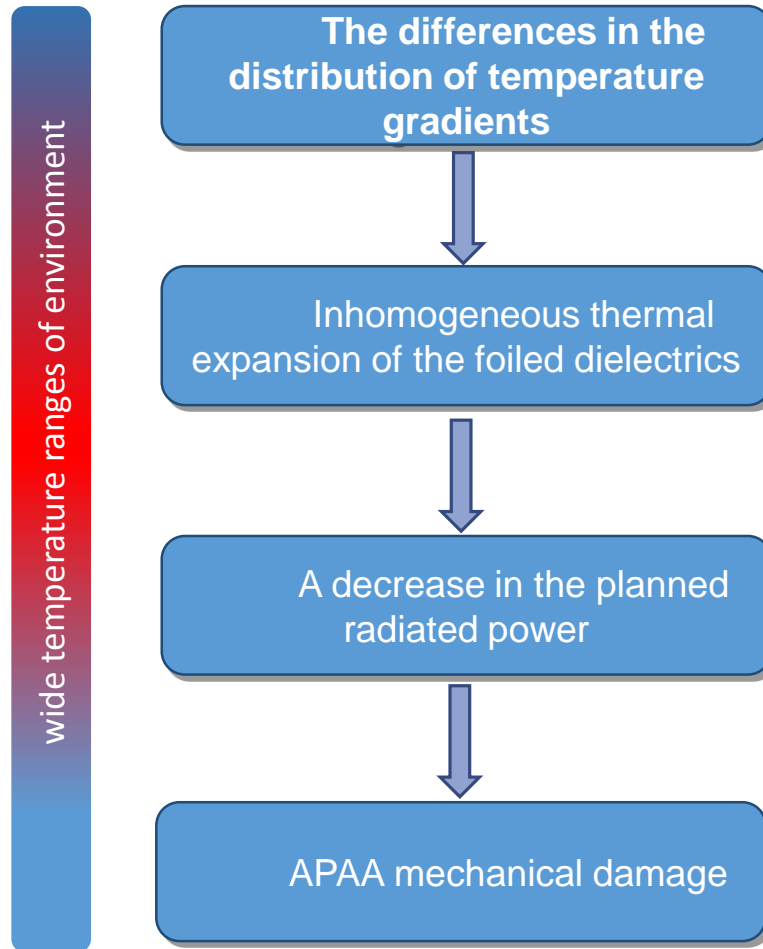 wide temperature ranges of environment
The differences in the
distribution of temperature
gradients
Inhomogeneous thermal
expansion of the foiled dielectrics
A decrease in the planned
radiated power
APAA mechanical damage